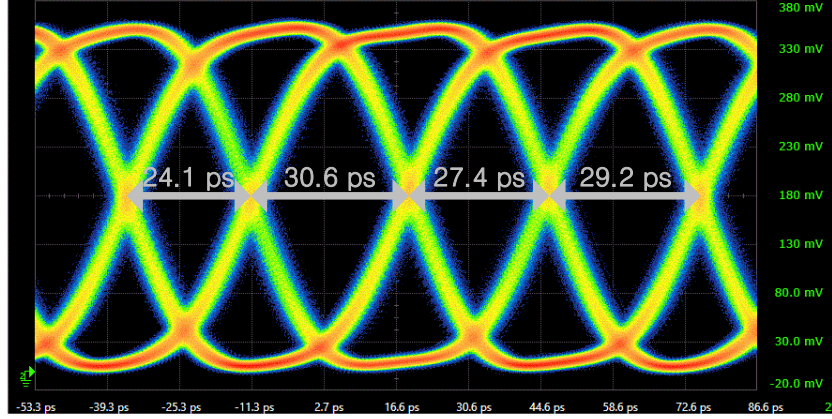 380 mV
330 mV
280 mV
24.1 ps 30.6 ps 27.4 ps 29.2 ps
230 mV
180 mV
130 mV
80.0 mV
30.0 mV
-20.0 mV
-53.3 ps -39.3 ps -25.3 ps -11.3 ps 2.7 ps 16.6 ps 30.6 ps 44.6 ps 58.6 ps 72.6 ps 86.6 ps